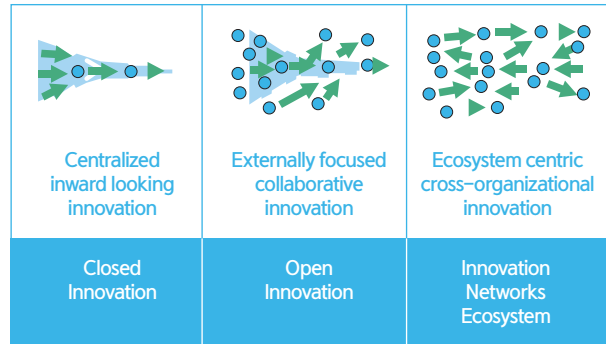 Centralized
inward looking
innovation
Externally focused
collaborative
innovation
Ecosystem centric
cross-organizational
innovation
Closed
Innovation
Open
Innovation
Innovation
Networks
Ecosystem